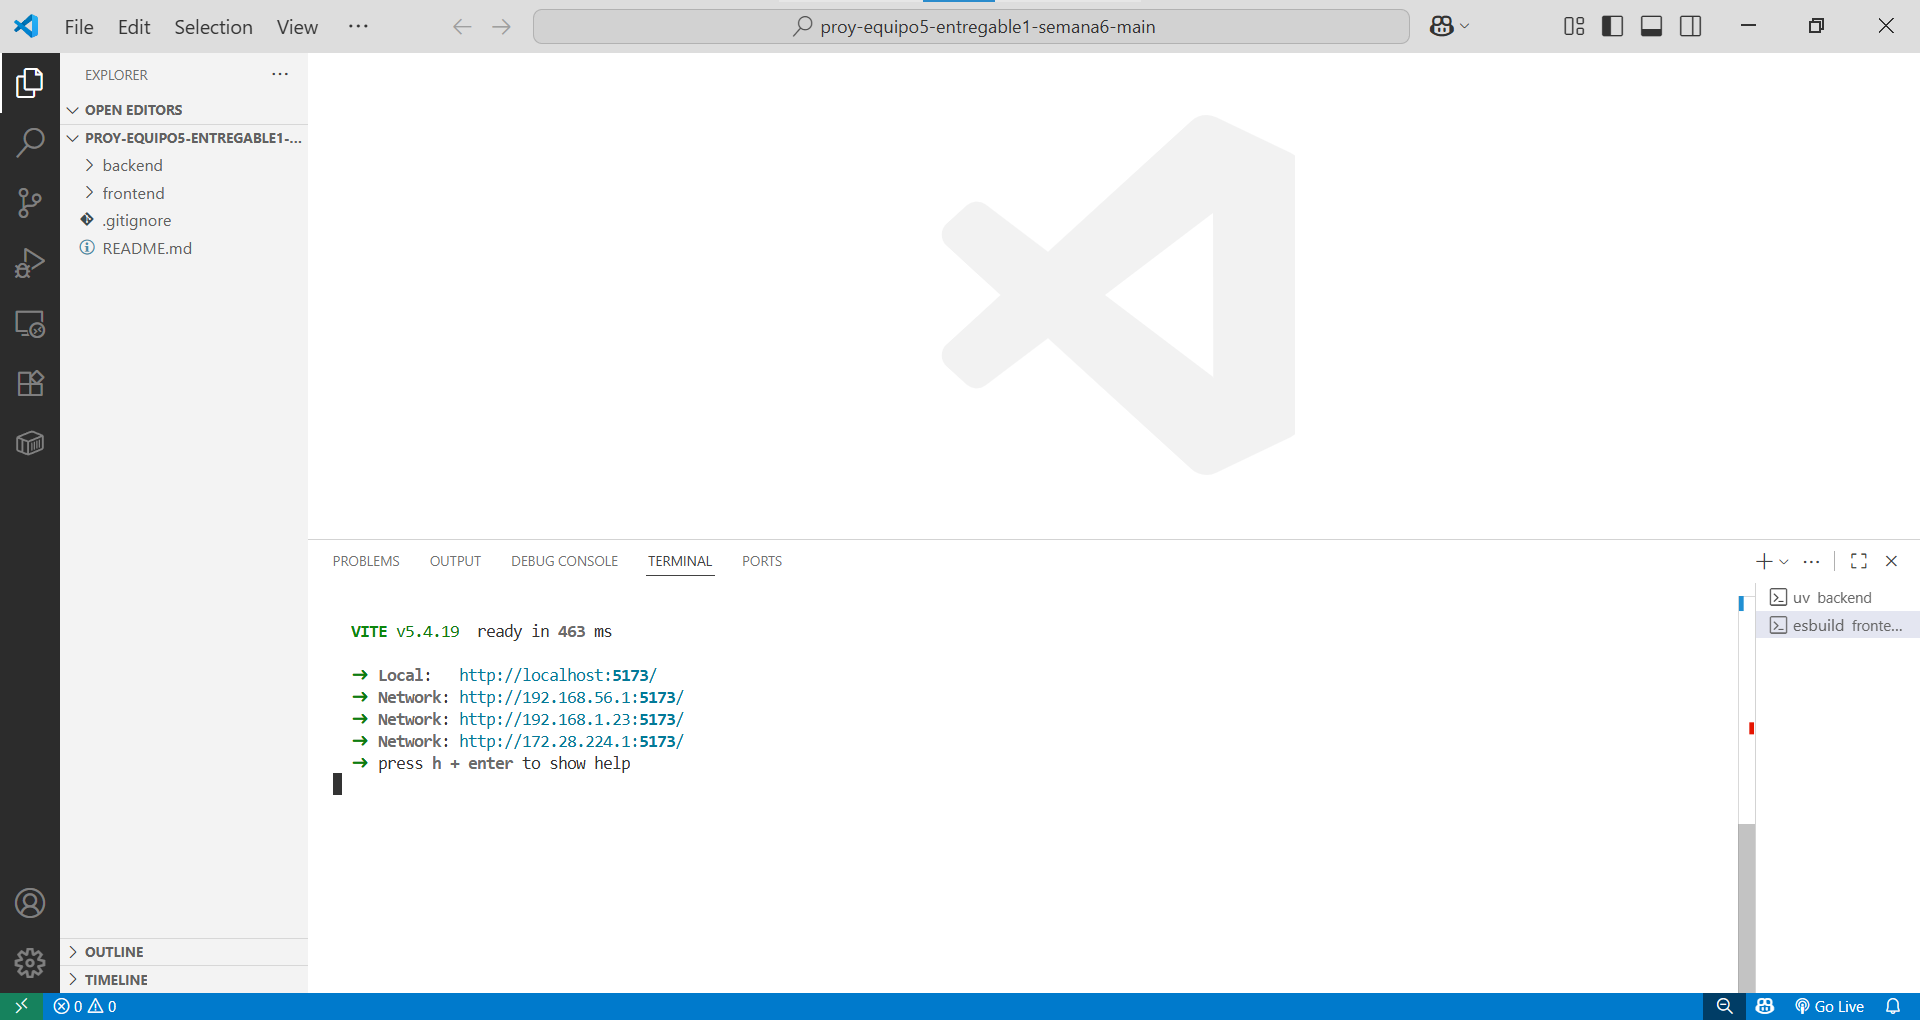 File Edit Selection View ···
proy-equipo5-entregable1-semana6-main
EXPLORER
OPEN EDITORS
PROY-EQUIPO5-ENTREGABLE1-...
backend
frontend
.gitignore
README.md
OUTLINE
TIMELINE
PROBLEMS OUTPUT DEBUG CONSOLE TERMINAL PORTS
VITE v5.4.19 ready in 463 ms
➜ Local: http://localhost:5173/
➜ Network: http://192.168.56.1:5173/
➜ Network: http://192.168.1.23:5173/
➜ Network: http://172.28.224.1:5173/
➜ press h + enter to show help
uv backend
esbuild fronte...
0 0
Go Live